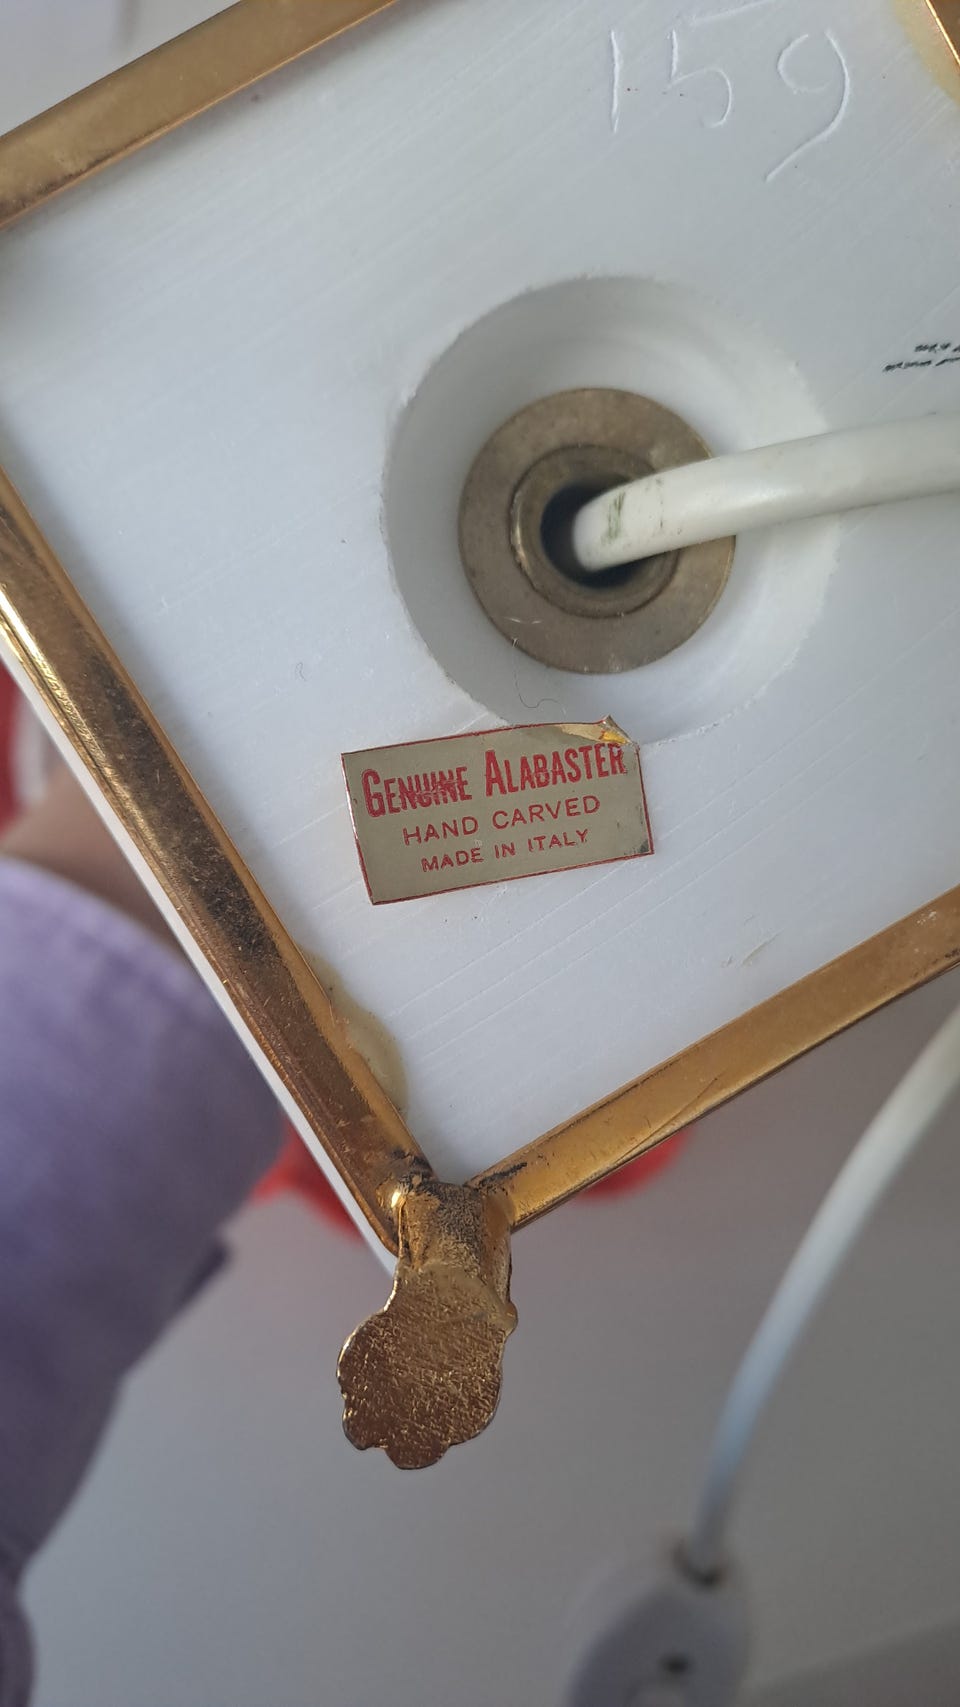 159
GENUINE ALABASTER
HAND CARVED
MADE IN ITALY